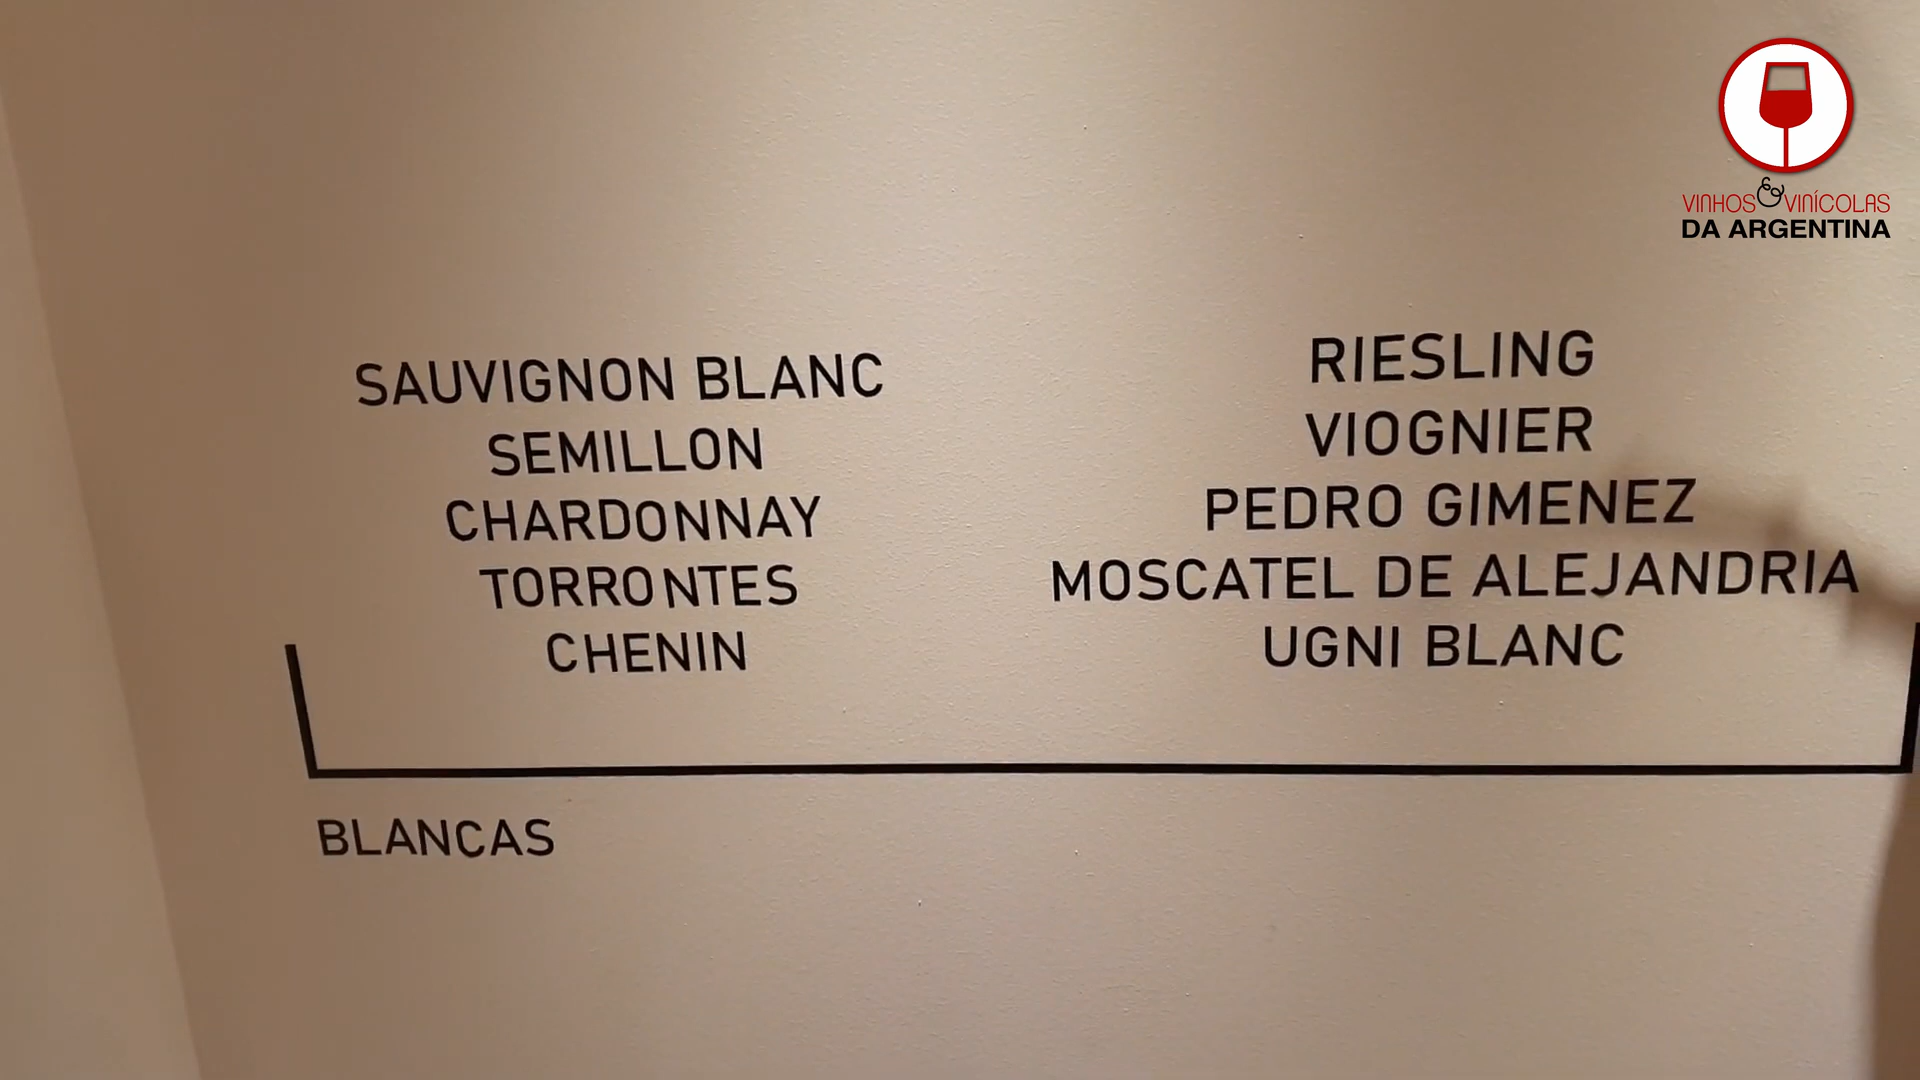 VINHOS & VINÍCOLAS
DA ARGENTINA
SAUVIGNON BLANC
SEMILLON
CHARDONNAY
TORRONTES
CHENIN
RIESLING
VIOGNIER
PEDRO GIMENEZ
MOSCATEL DE ALEJANDRIA
UGNI BLANC
BLANCAS